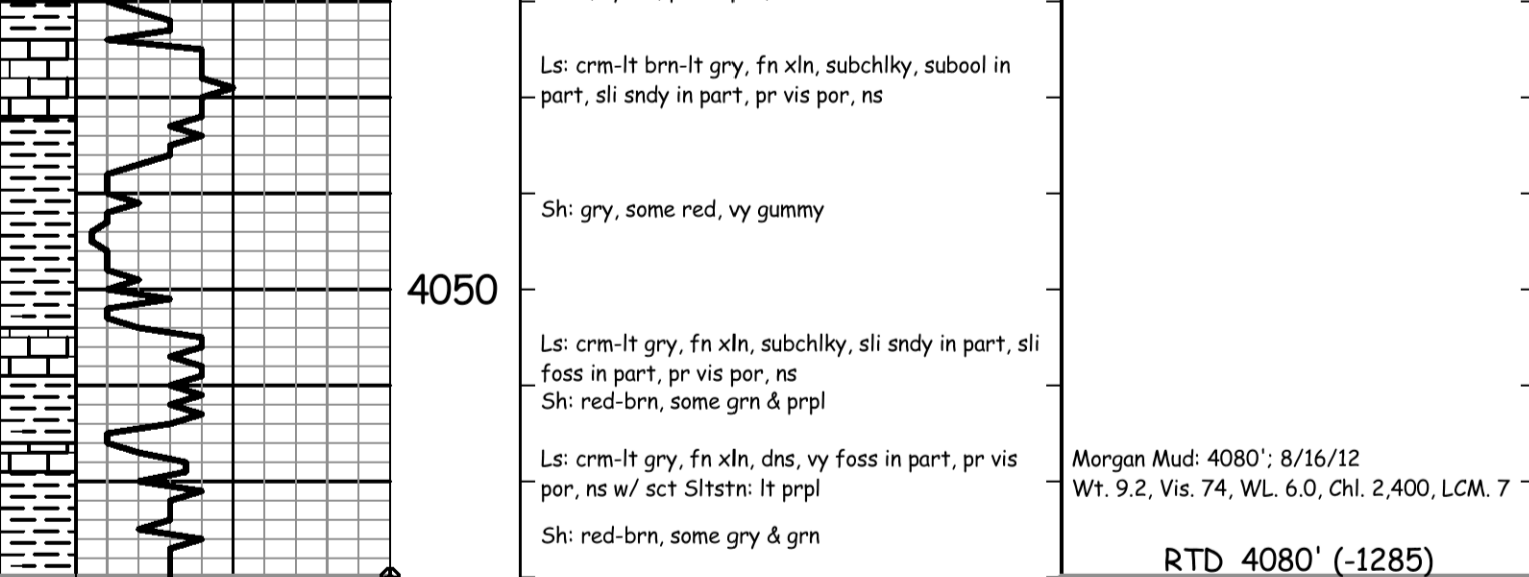 Ls: crm-lt brn-lt gry, fn xln, subchlky, subool in
part, sli sndy in part, pr vis por, ns
Sh: gry, some red, vy gummy
4050
Ls: crm-lt gry, fn xln, subchlky, sli sndy in part, sli
foss in part, pr vis por, ns
Sh: red-brn, some grn & prpl
Ls: crm-lt gry, fn xln, dns, vy foss in part, pr vis
por, ns w/ sct Sltstn: lt prpl
Morgan Mud: 4080'; 8/16/12
Wt. 9.2, Vis. 74, WL. 6.0, Chl. 2,400, LCM. 7
Sh: red-brn, some gry & grn
RTD 4080' (-1285)